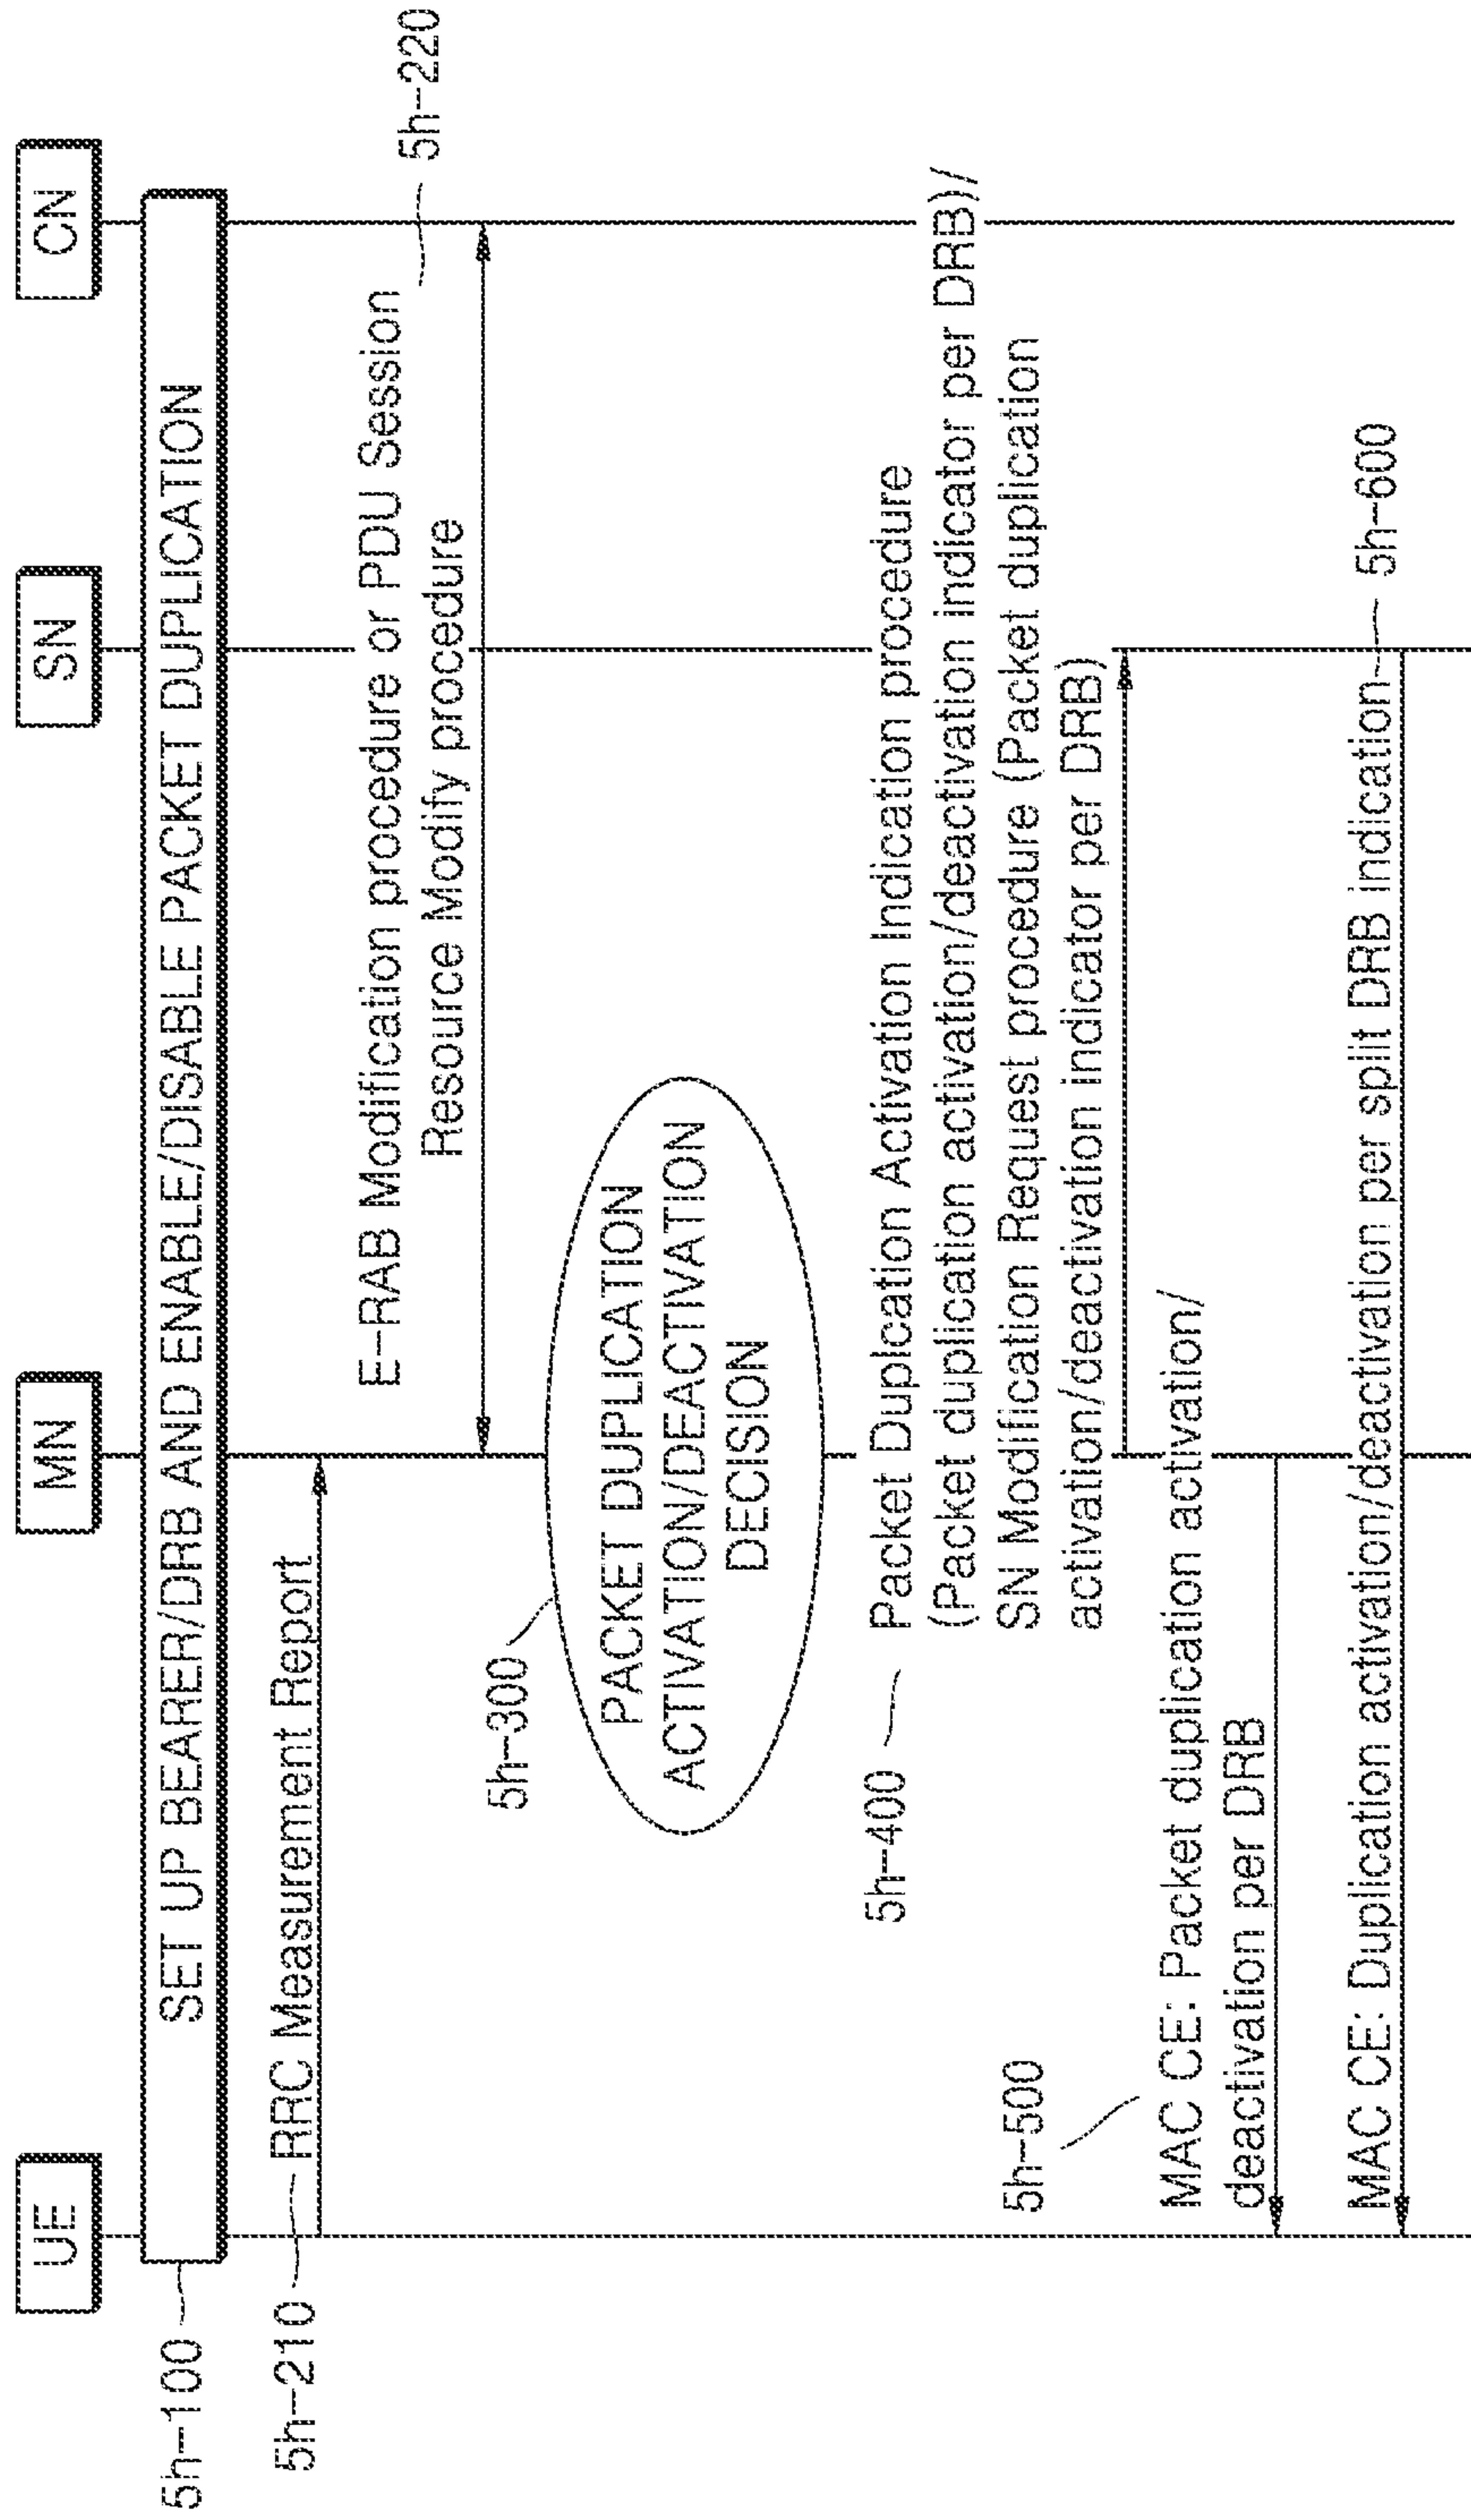 UE
MN
SN
CN
5h-100
SET UP BEARER/DRB AND ENABLE/DISABLE PACKET DUPLICATION
5h-210
RRC Measurement Report
E-RAB Modification procedure or PDU Session
Resource Modify procedure
5h-220
5h-300
PACKET DUPLICATION
ACTIVATION/DEACTIVATION
DECISION
5h-400
Packet Duplcation Activation Indication procedure
(Packet duplication activation/deactivation indicator per DRB)/
SN Modification Request procedure (Packet duplication
activation/deactivation indicator per DRB)
5h-500
MAC CE: Packet duplication activation/
deactivation per DRB
MAC CE: Duplication activation/deactivation per split DRB indication
5h-600